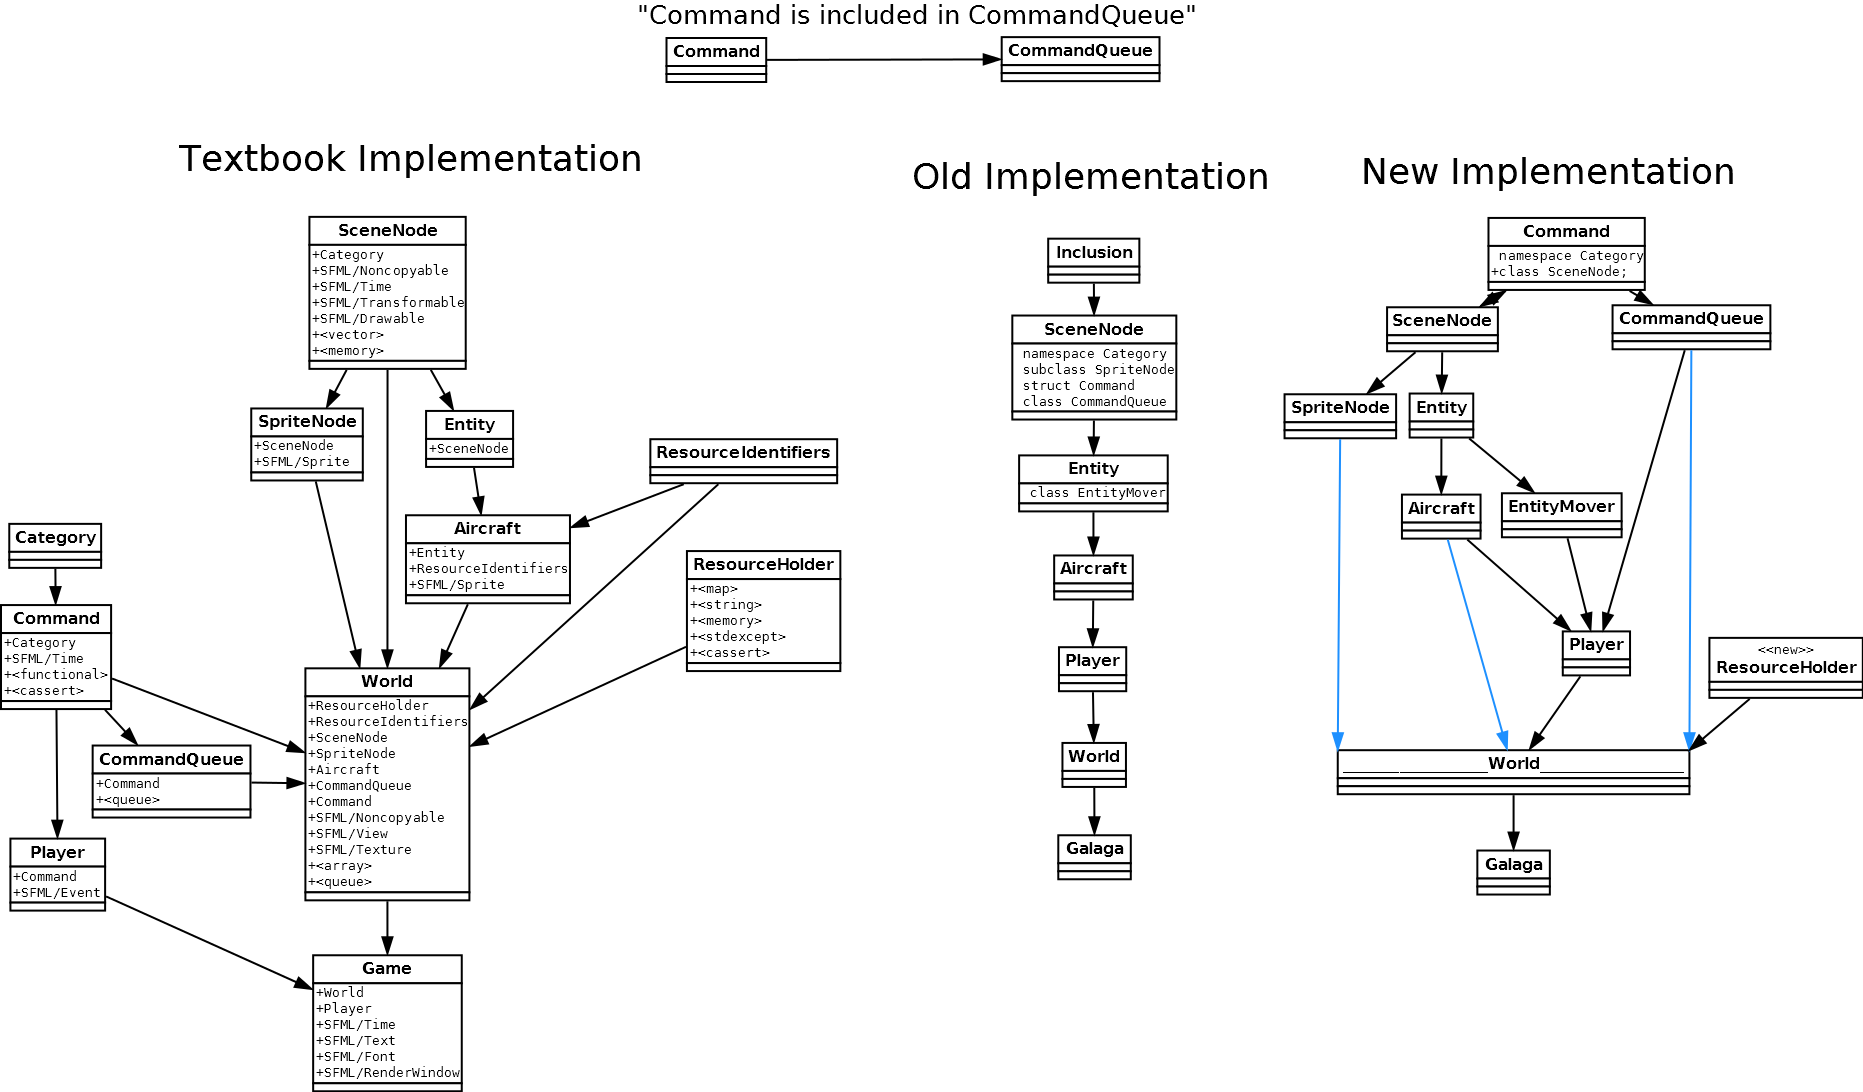 "Command is included in CommandQueue"
Command
CommandQueue
Textbook Implementation
SceneNode
+Category
+SFML/Noncopyable
+SFML/Time
+SFML/Transformable
+SFML/Drawable
+<vector>
+<memory>
SpriteNode
+SceneNode
+SFML/Sprite
Entity
+SceneNode
ResourceIdentifiers
Aircraft
+Entity
+ResourceIdentifiers
+SFML/Sprite
Category
ResourceHolder
+<map>
+<string>
+<memory>
+<stdexcept>
+<cassert>
Command
+Category
+SFML/Time
+<functional>
+<cassert>
World
+ResourceHolder
+ResourceIdentifiers
+SceneNode
+SpriteNode
+Aircraft
+CommandQueue
+Command
+SFML/Noncopyable
+SFML/View
+SFML/Texture
+<array>
+<queue>
CommandQueue
+Command
+<queue>
Player
+Command
+SFML/Event
Game
+World
+Player
+SFML/Time
+SFML/Text
+SFML/Font
+SFML/RenderWindow
Old Implementation
Inclusion
SceneNode
namespace Category
subclass SpriteNode
struct Command
class CommandQueue
Entity
class EntityMover
Aircraft
Player
World
Galaga
New Implementation
Command
namespace Category
+class SceneNode;
SceneNode
CommandQueue
SpriteNode
Entity
Aircraft
EntityMover
Player
<<new>>
ResourceHolder
World
Galaga